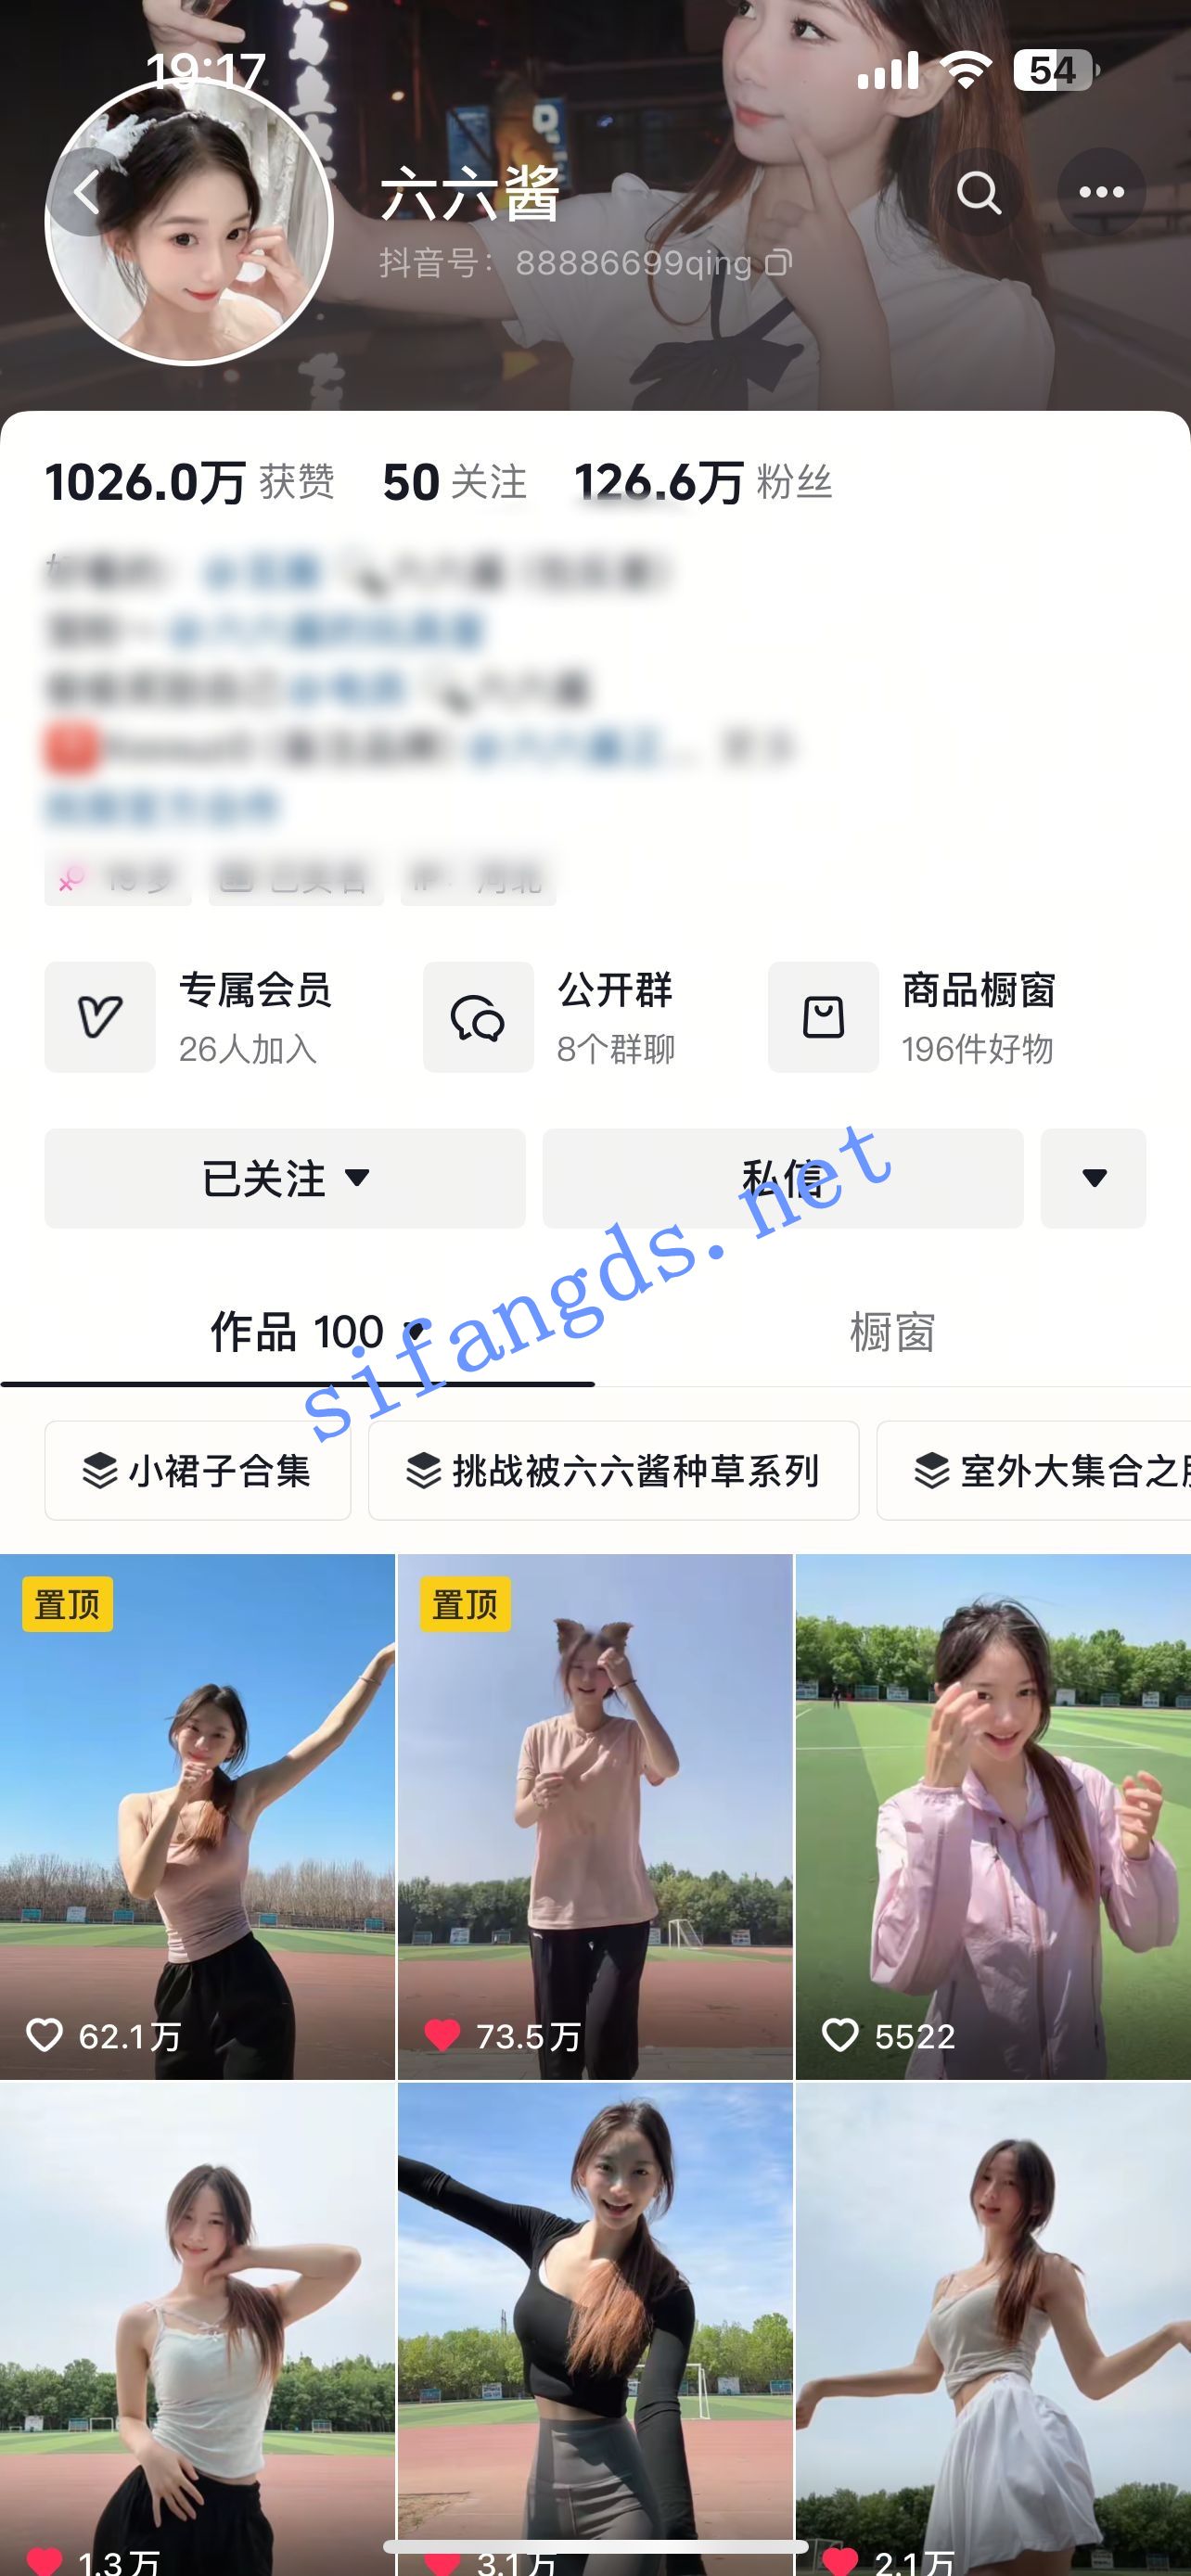 19:17
54
六六酱
抖音号：88886699qing
1026.0万 获赞 50 关注 126.6万 粉丝
专属会员
26人加入
公开群
8个群聊
商品橱窗
196件好物
已关注
私信
sifangds.net
作品 100
橱窗
小裙子合集
挑战被六六酱种草系列
室外大集合之
置顶
置顶
62.1万
73.5万
5522
1.3万
3.1万
2.1万